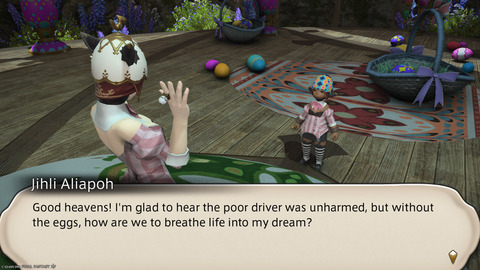 Jihli Aliapoh
Good heavens! I'm glad to hear the poor driver was unharmed, but without
the eggs, how are we to breathe life into my dream?